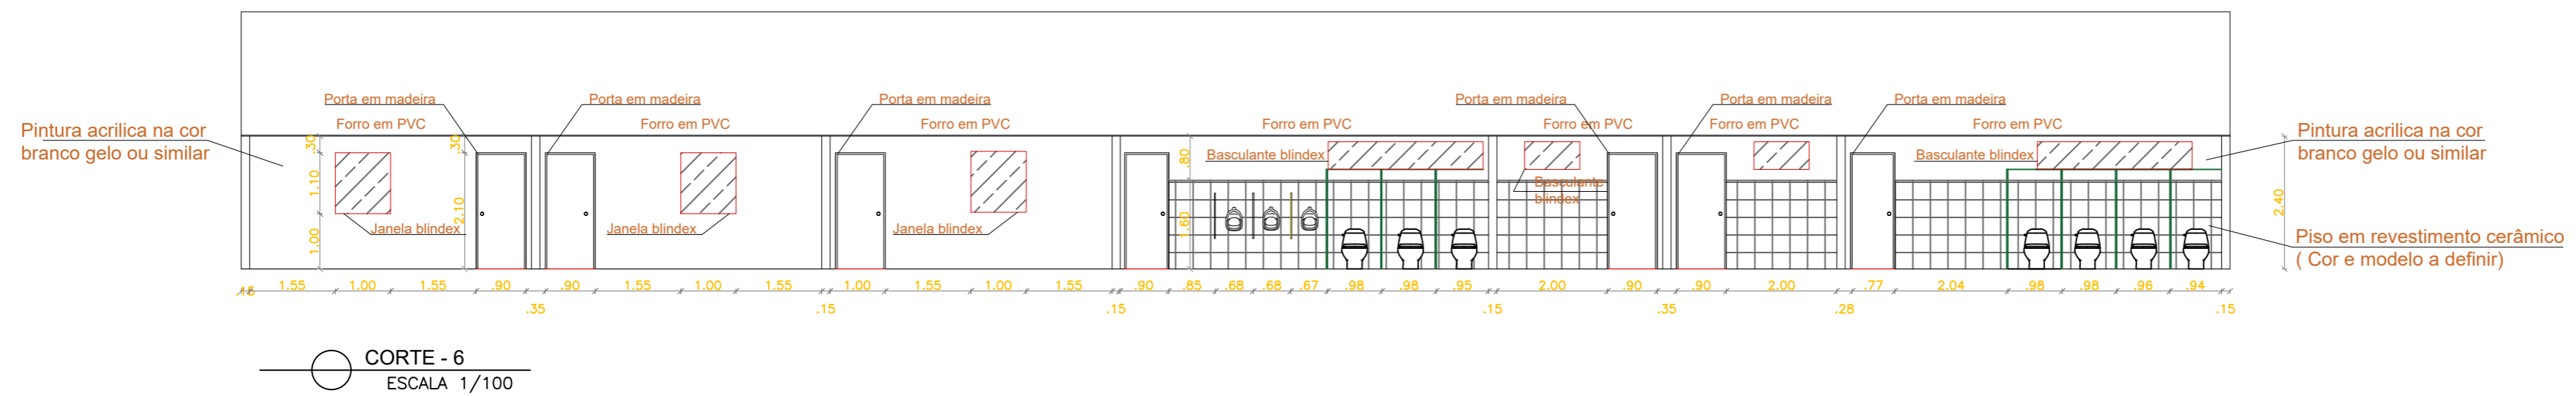 Porta em madeira Porta em madeira Porta em madeira Porta em madeira Porta em madeira Porta em madeira
Forro em PVC Forro em PVC Forro em PVC Forro em PVC Forro em PVC Forro em PVC Forro em PVC
Pintura acrilica na cor
branco gelo ou similar
Pintura acrilica na cor
branco gelo ou similar
.30 .30 .80
Basculante blindex Basculante blindex
Basculante
blindex
1.10 2.10 1.60 2.40
1.00
Janela blindex Janela blindex Janela blindex
Piso em revestimento cerâmico
( Cor e modelo a definir)
.15 1.55 1.00 1.55 .90 .90 1.55 1.00 1.55 1.00 1.55 1.00 1.55 .90 .85 .68 .68 .67 .98 .98 .95 2.00 .90 .90 2.00 .77 2.04 .98 .98 .96 .94
.35 .15 .15 .15 .35 .28 .15
CORTE - 6
ESCALA 1/100